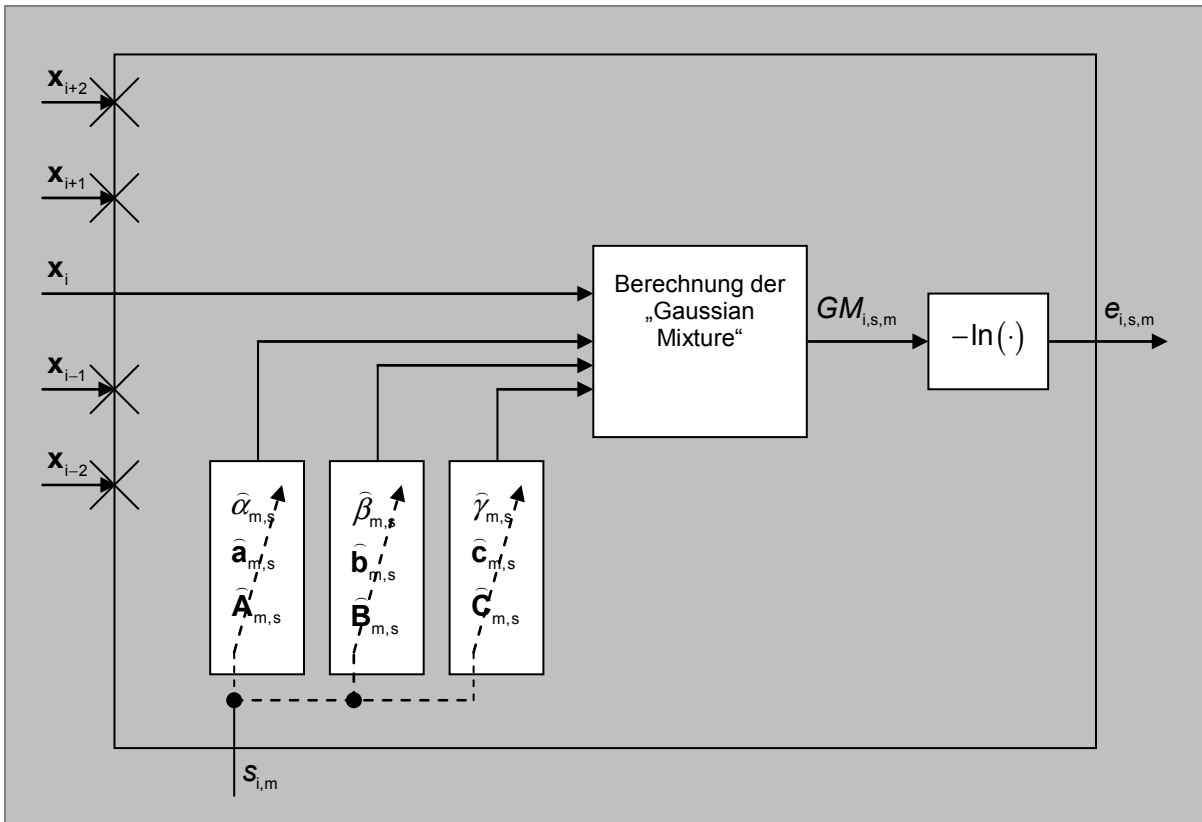 x_{i+2}
x_{i+1}
x_i
x_{i−1}
x_{i−2}
Berechnung der
„Gaussian
Mixture“
GM_{i,s,m}
−ln(·)
e_{i,s,m}
α̂_{m,s}
â_{m,s}
Â_{m,s}
β̂_{m,s}
b̂_{m,s}
B̂_{m,s}
γ̂_{m,s}
ĉ_{m,s}
Ĉ_{m,s}
s_{i,m}